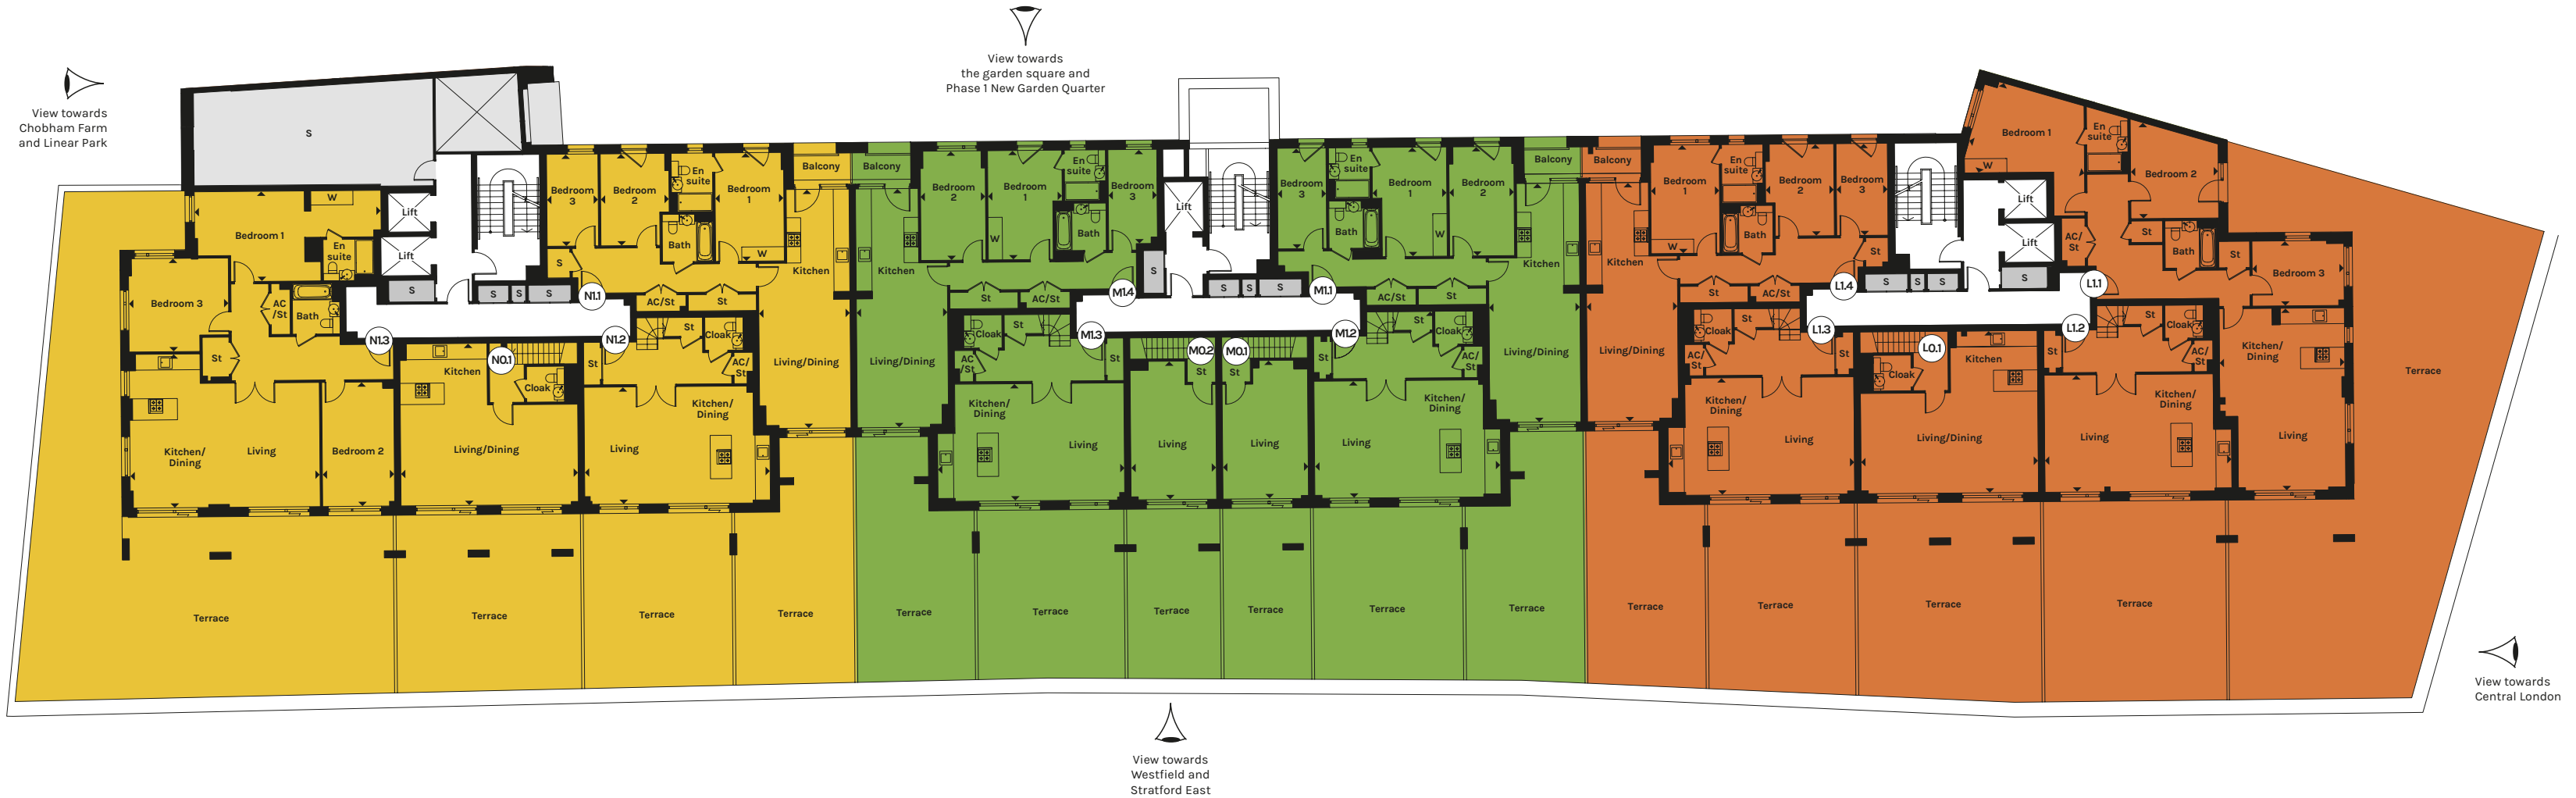 View towards
the garden square and
Phase 1 New Garden Quarter
View towards
Chobham Farm
and Linear Park
S
Bedroom 1
W
Lift
Lift
S
En
suite
Bedroom 3
AC
/St
Bath
St
N1.3
Kitchen/
Dining
Living
Bedroom 2
Terrace
S
S
S
N0.1
Kitchen
Cloak
Living/Dining
Terrace
Bedroom
3
Bedroom
2
En
suite
Bedroom
1
Bath
W
S
N1.1
AC/St
St
Balcony
Kitchen
Living/Dining
Terrace
N1.2
St
St
Cloak
AC/
St
Kitchen/
Dining
Living
Terrace
Balcony
Kitchen
Living/Dining
Terrace
Bedroom
2
Bedroom
1
W
En
suite
Bath
Bedroom
3
St
AC/St
M1.4
S
Lift
M1.3
Cloak
St
AC
/St
St
Kitchen/
Dining
Living
Terrace
M0.2
St
Living
Terrace
M0.1
St
Living
Terrace
S
S
S
M1.1
Bedroom
3
En
suite
Bath
Bedroom
1
W
Bedroom
2
AC/St
St
Balcony
Kitchen
Living/Dining
Terrace
M1.2
St
St
Cloak
AC/
St
Kitchen/
Dining
Living
Terrace
Balcony
Kitchen
Living/Dining
Terrace
Bedroom
1
W
En
suite
Bath
Bedroom
2
Bedroom
3
St
St
AC/St
L1.4
L1.3
Cloak
St
AC/
St
St
Kitchen/
Dining
Living
Terrace
S
S
S
L0.1
Cloak
Kitchen
Living/Dining
Terrace
Lift
Lift
S
Bedroom 1
W
En
suite
Bedroom 2
AC/
St
St
Bath
St
Bedroom 3
L1.1
Kitchen/
Dining
Living
Terrace
L1.2
St
St
Cloak
AC/
St
Kitchen/
Dining
Living
Terrace
View towards
Central London
View towards
Westfield and
Stratford East